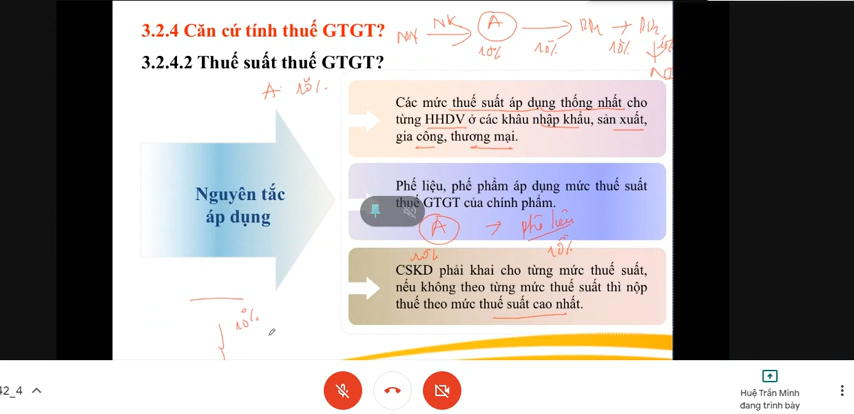 3.2.4 Căn cứ tính thuế GTGT?
NK
A
10%
10%
10%
3.2.4.2 Thuế suất thuế GTGT?
A 10%
Các mức thuế suất áp dụng thống nhất cho
từng HHDV ở các khâu nhập khẩu, sản xuất,
gia công, thương mại.
Nguyên tắc
áp dụng
Phế liệu, phế phẩm áp dụng mức thuế suất
thuế GTGT của chính phẩm.
A → phế liệu
10%
10%
CSKD phải khai cho từng mức thuế suất,
nếu không theo từng mức thuế suất thì nộp
thuế theo mức thuế suất cao nhất.
10%
42_4
Huệ Trần Minh
đang trình bày